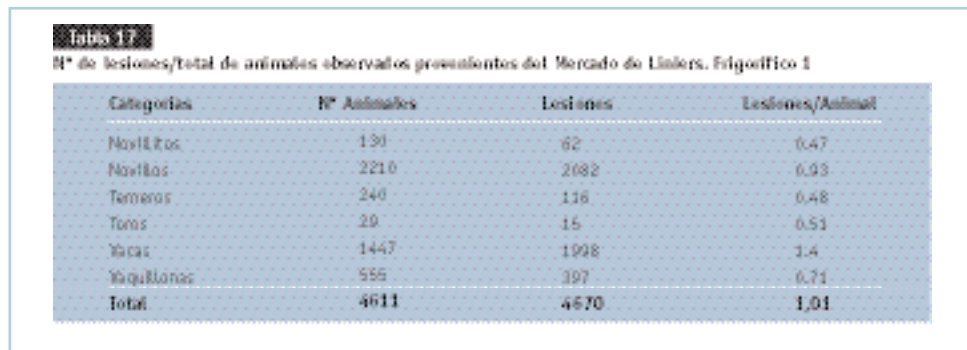 Tabla 17
N° de lesiones/total de animales observados provenientes del Mercado de Liniers. Frigorífico 1
Categorías N° Animales Lesiones Lesiones/Animal
Novillitos 130 62 0.47
Novillos 2210 2082 0.93
Terneros 240 116 0.48
Toros 29 15 0.51
Vacas 1447 1998 1.4
Vaquillonas 555 397 0.71
Total 4611 4670 1,01